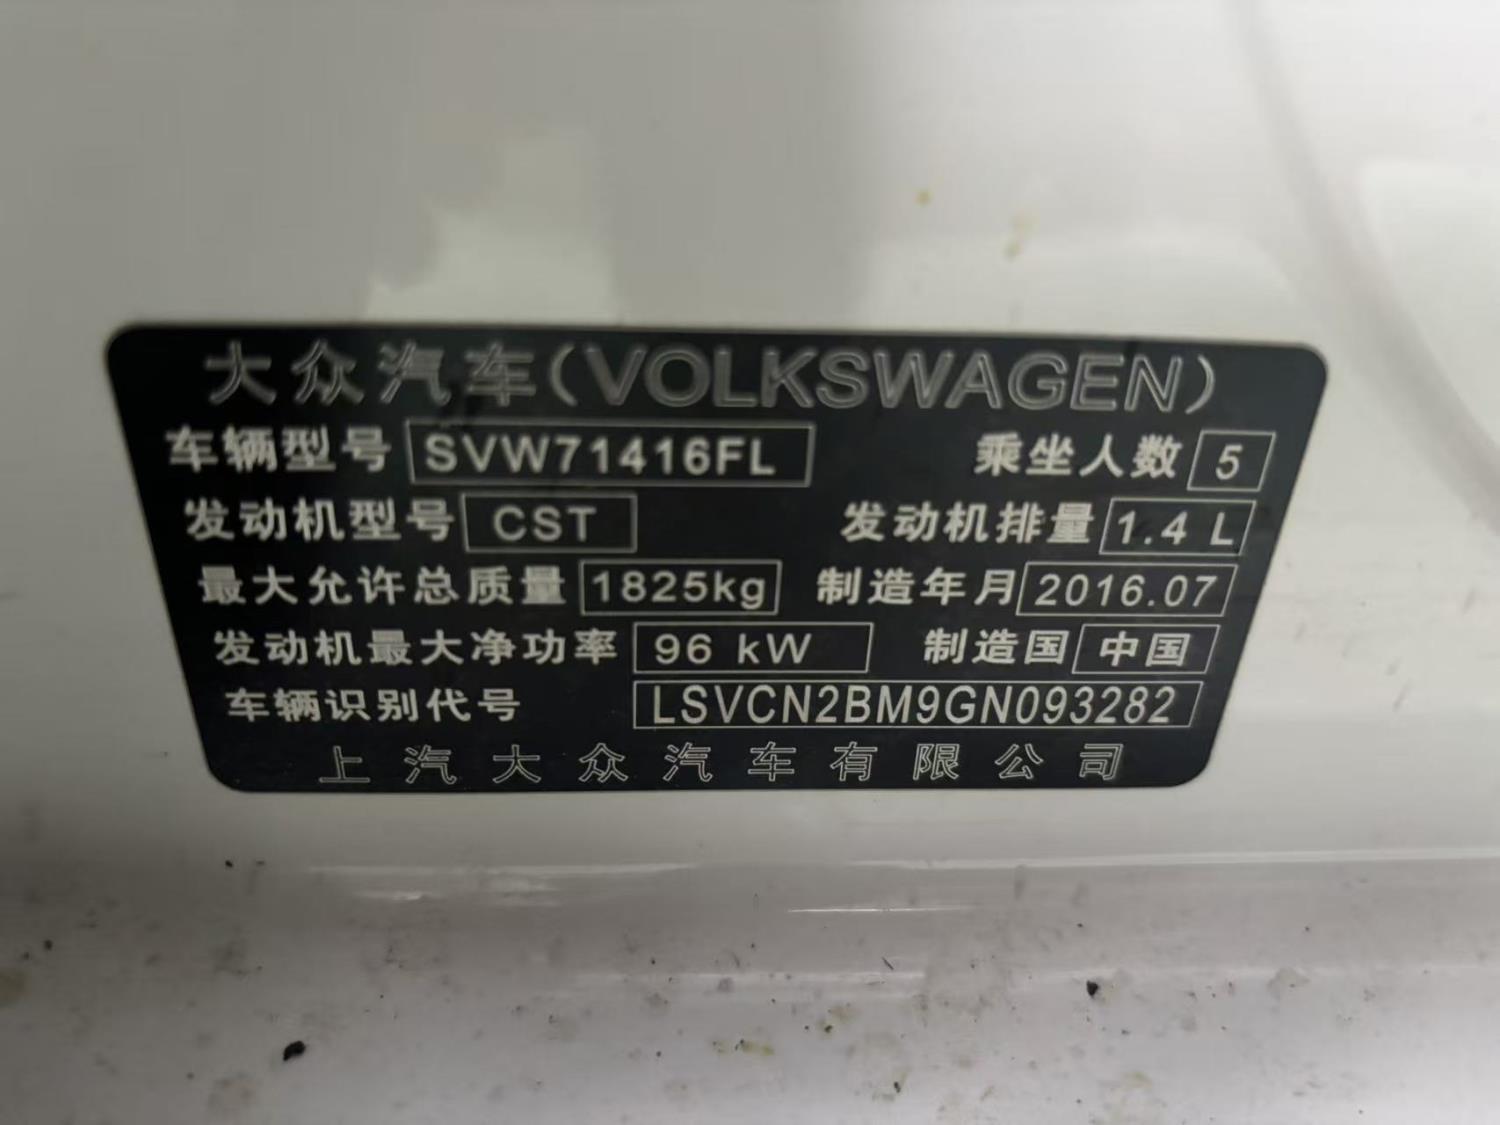 大众汽车(VOLKSWAGEN)
车辆型号 SVW71416FL 乘坐人数 5
发动机型号 CST 发动机排量 1.4 L
最大允许总质量 1825kg 制造年月 2016.07
发动机最大净功率 96 kW 制造国 中国
车辆识别代号 LSVCN2BM9GN093282
上汽大众汽车有限公司